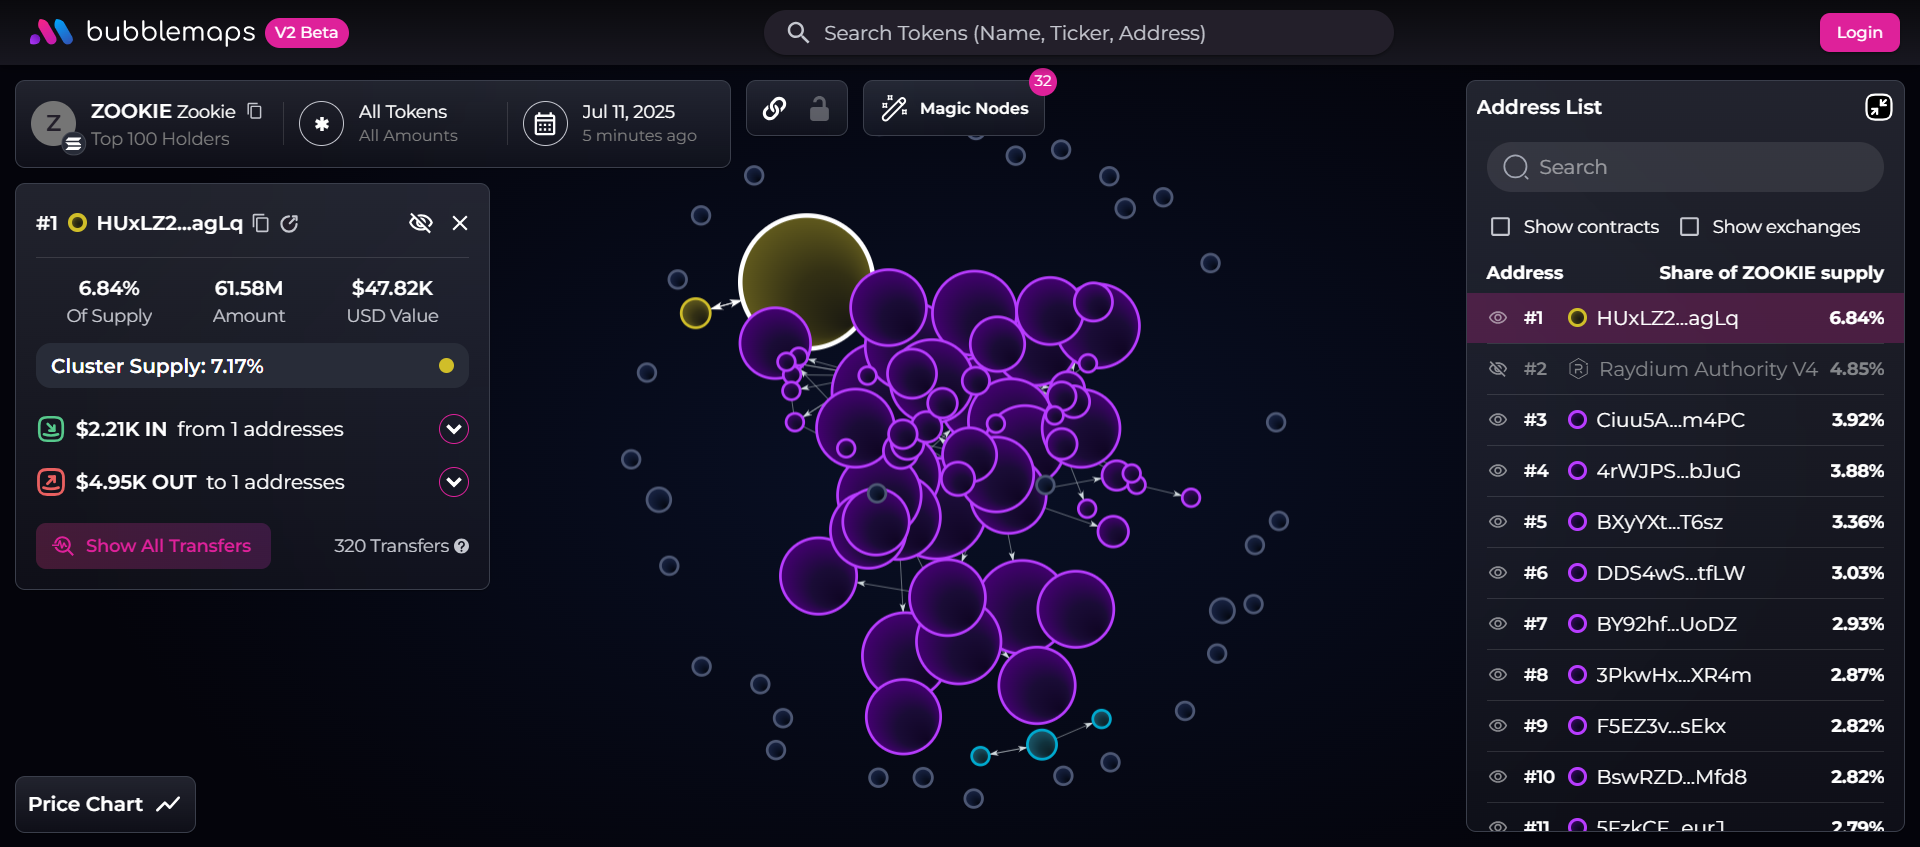 bubblemaps V2 Beta
Search Tokens (Name, Ticker, Address)
Login
Z
ZOOKIE Zookie
Top 100 Holders
All Tokens
All Amounts
Jul 11, 2025
5 minutes ago
Magic Nodes
32
#1 HUxLZ2...agLq
6.84%
Of Supply
61.58M
Amount
$47.82K
USD Value
Cluster Supply: 7.17%
$2.21K IN from 1 addresses
$4.95K OUT to 1 addresses
Show All Transfers
320 Transfers ?
Price Chart
Address List
Search
Show contracts
Show exchanges
Address Share of ZOOKIE supply
#1 HUxLZ2...agLq 6.84%
#2 Raydium Authority V4 4.85%
#3 Ciuu5A...m4PC 3.92%
#4 4rWJPS...bJuG 3.88%
#5 BXyYXt...T6sz 3.36%
#6 DDS4wS...tfLW 3.03%
#7 BY92hf...UoDZ 2.93%
#8 3PkwHx...XR4m 2.87%
#9 F5EZ3v...sEkx 2.82%
#10 BswRZD...Mfd8 2.82%
#11 2.79%